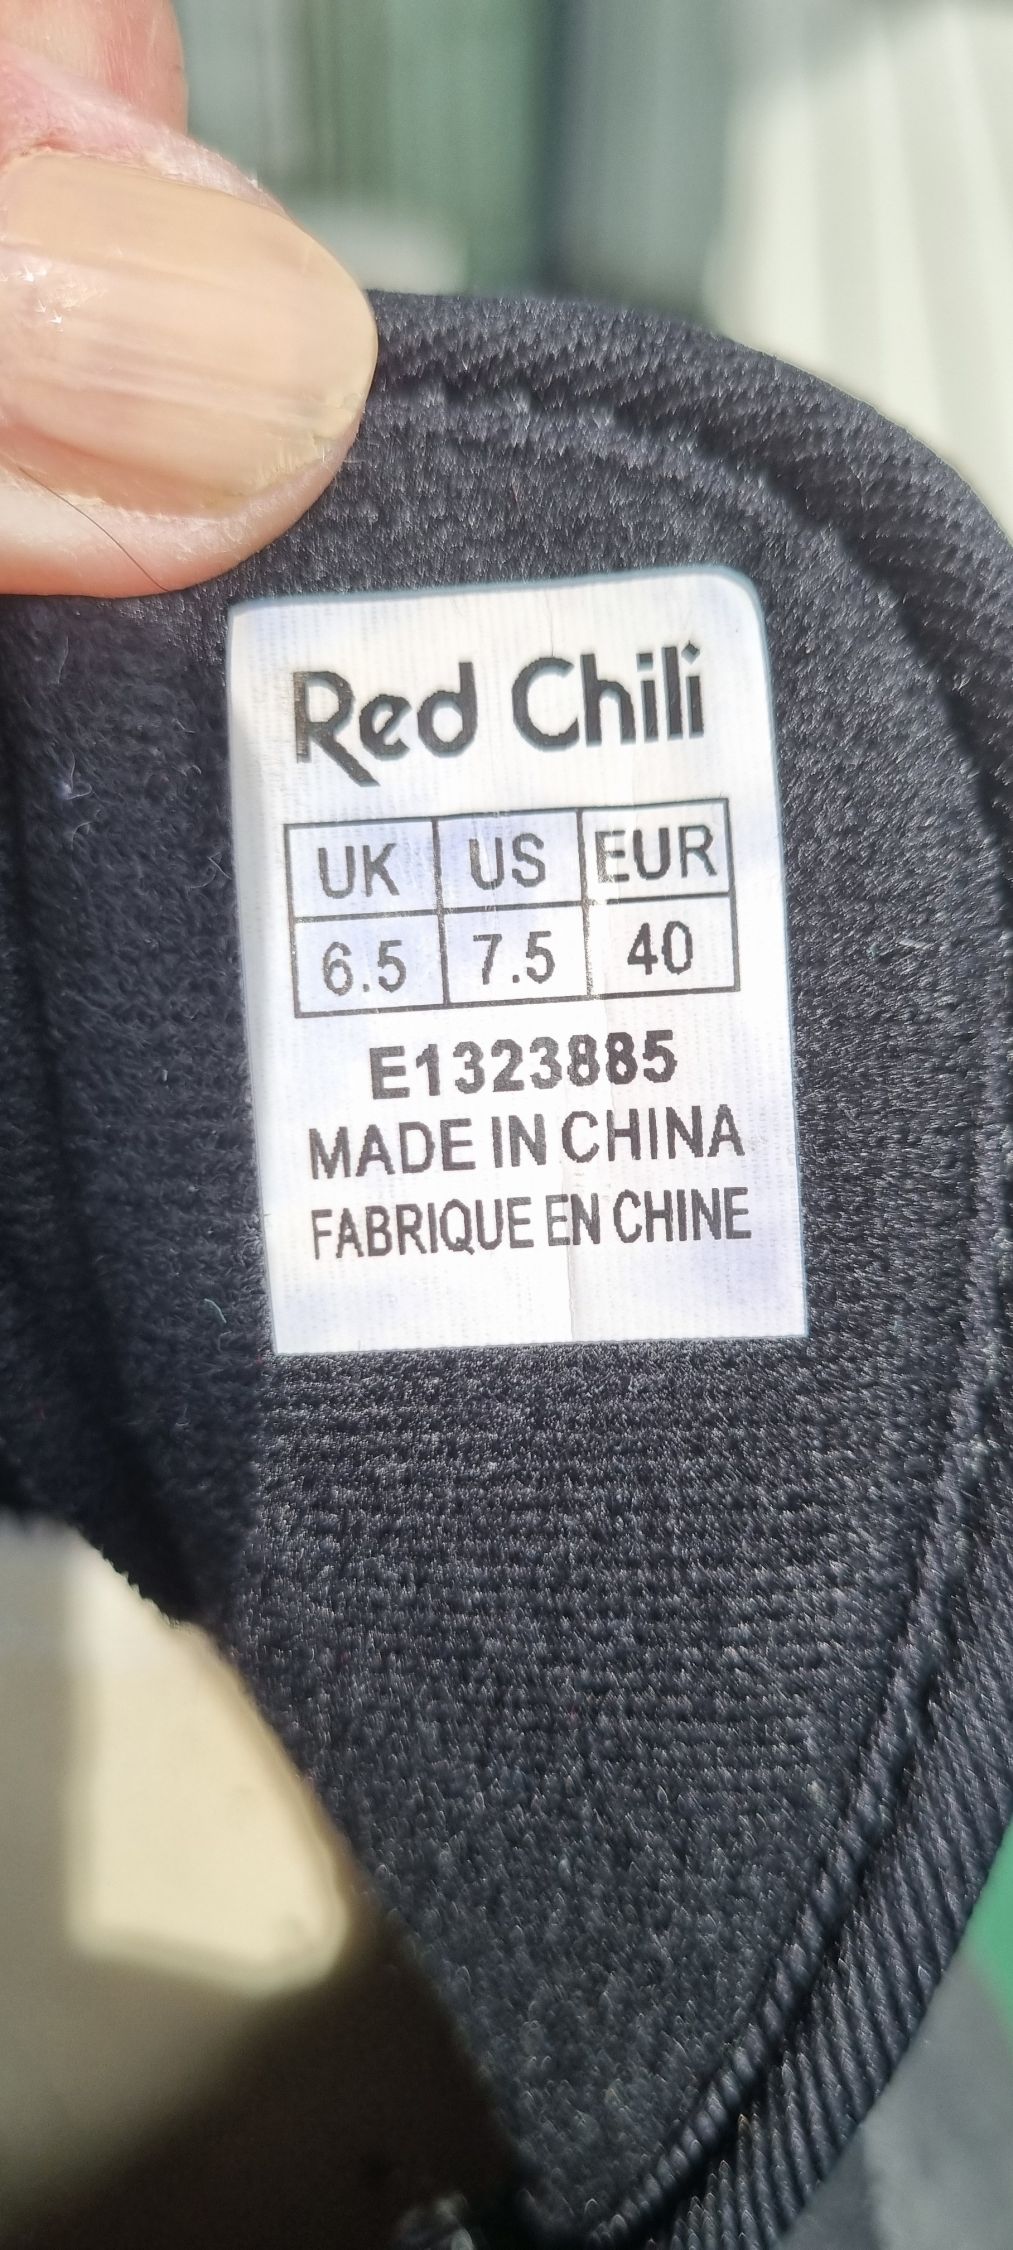 Red Chili
UK US EUR
6.5 7.5 40
E1323885
MADE IN CHINA
FABRIQUE EN CHINE